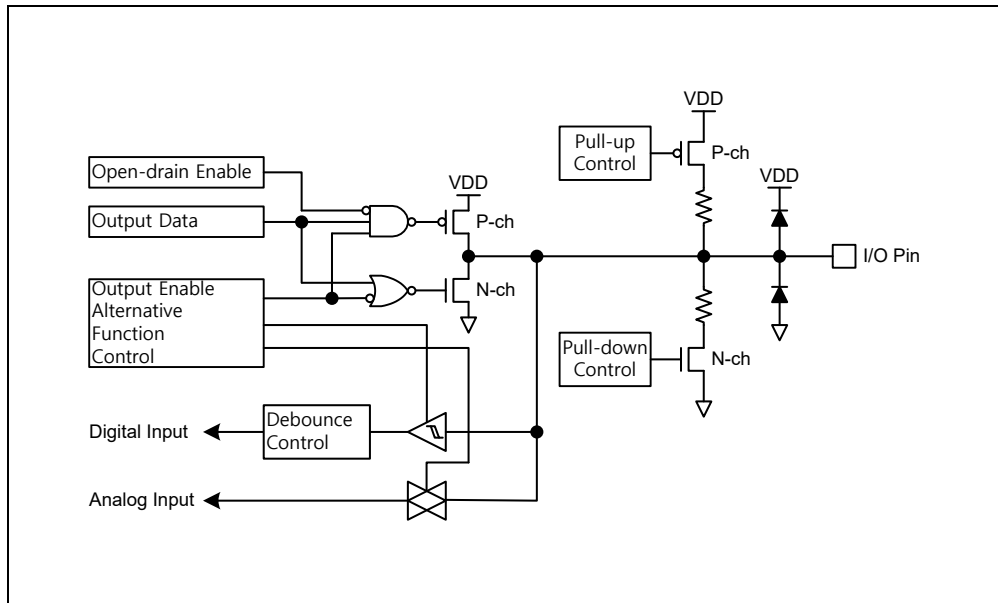 VDD
Pull-up
Control
P-ch
VDD
Open-drain Enable
VDD
Output Data
P-ch
I/O Pin
Output Enable
Alternative
Function
Control
N-ch
Pull-down
Control
N-ch
Digital Input
Debounce
Control
Analog Input